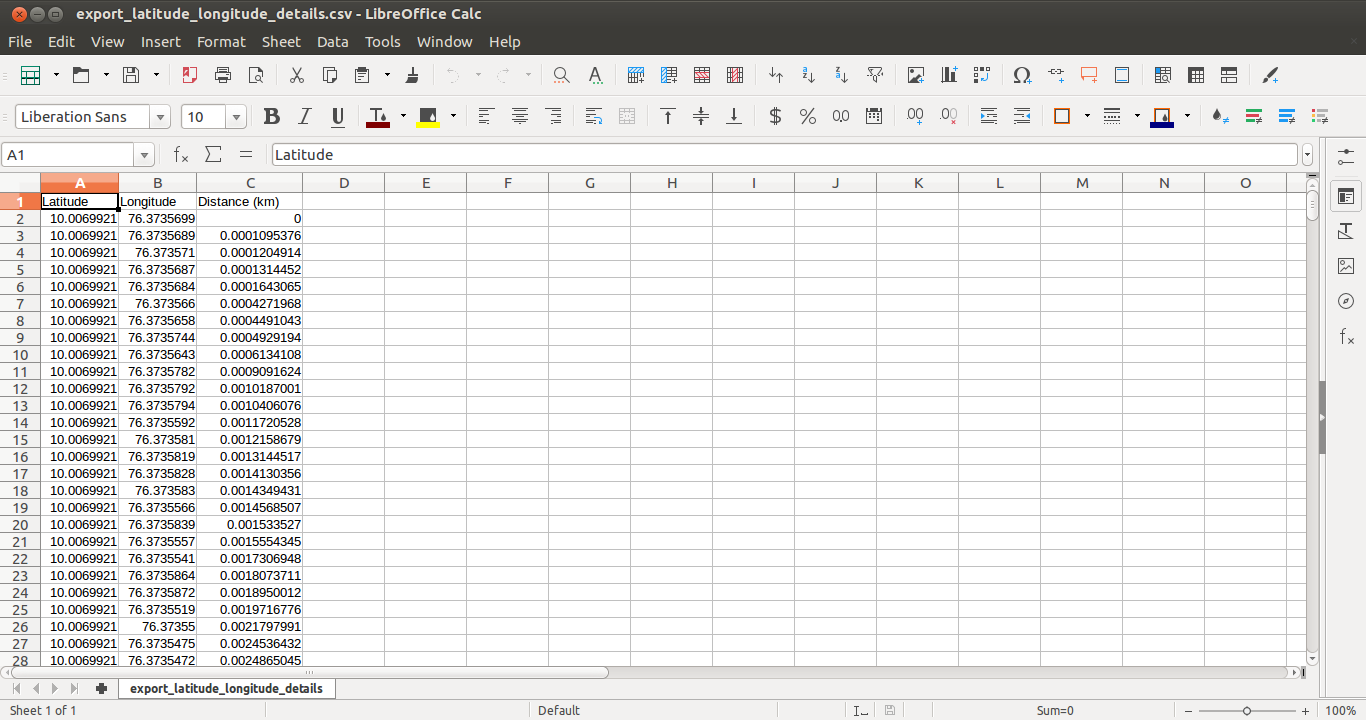 export_latitude_longitude_details.csv - LibreOffice Calc
File Edit View Insert Format Sheet Data Tools Window Help
Liberation Sans 10
A1 Latitude
A B C D E F G H I J K L M N O
1 Latitude Longitude Distance (km)
2 10.0069921 76.3735699 0
3 10.0069921 76.3735689 0.0001095376
4 10.0069921 76.373571 0.0001204914
5 10.0069921 76.3735687 0.0001314452
6 10.0069921 76.3735684 0.0001643065
7 10.0069921 76.373566 0.0004271968
8 10.0069921 76.3735658 0.0004491043
9 10.0069921 76.3735744 0.0004929194
10 10.0069921 76.3735643 0.0006134108
11 10.0069921 76.3735782 0.0009091624
12 10.0069921 76.3735792 0.0010187001
13 10.0069921 76.3735794 0.0010406076
14 10.0069921 76.3735592 0.0011720528
15 10.0069921 76.373581 0.0012158679
16 10.0069921 76.3735819 0.0013144517
17 10.0069921 76.3735828 0.0014130356
18 10.0069921 76.373583 0.0014349431
19 10.0069921 76.3735566 0.0014568507
20 10.0069921 76.3735839 0.001533527
21 10.0069921 76.3735557 0.0015554345
22 10.0069921 76.3735541 0.0017306948
23 10.0069921 76.3735864 0.0018073711
24 10.0069921 76.3735872 0.0018950012
25 10.0069921 76.3735519 0.0019716776
26 10.0069921 76.37355 0.0021797991
27 10.0069921 76.3735475 0.0024536432
28 10.0069921 76.3735472 0.0024865045
export_latitude_longitude_details
Sheet 1 of 1 Default Sum=0 100%